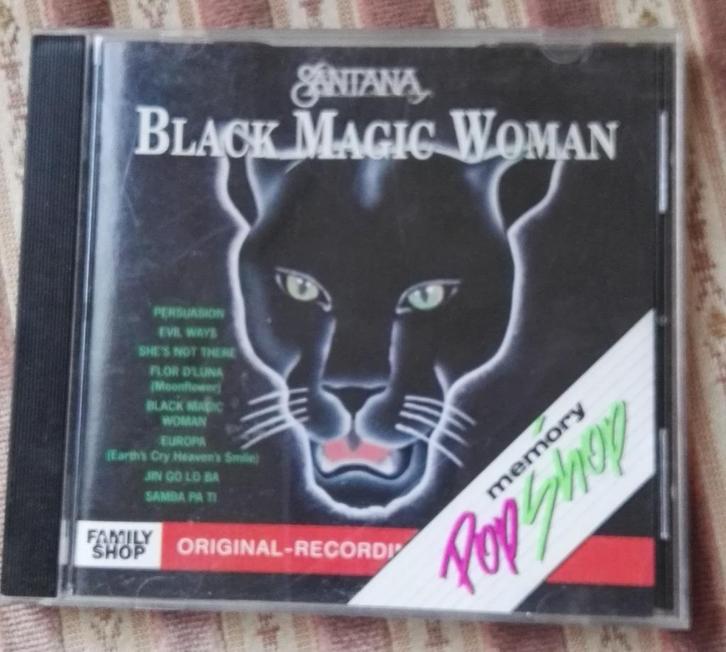 SANTANA
BLACK MAGIC WOMAN
PERSUASION
EVIL WAYS
SHE'S NOT THERE
FLOR D'LUNA
(Moonflower)
BLACK MAGIC
WOMAN
EUROPA
(Earth's Cry Heaven's Smile)
JIN GO LO BA
SAMBA PA TI
memory
Pop Shop
FAMILY
SHOP
ORIGINAL-RECORDIN